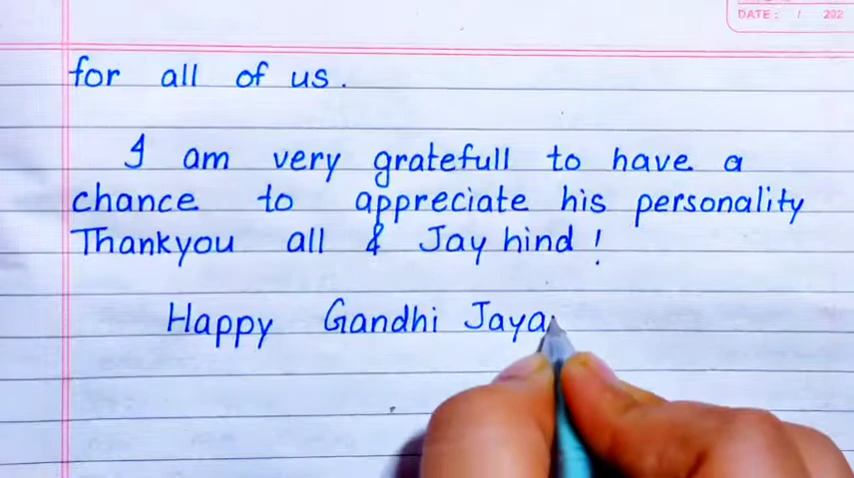 DATE: / 202
for all of us.
I am very gratefull to have a
chance to appreciate his personality
Thankyou all & Jay hind !
Happy Gandhi Jaya